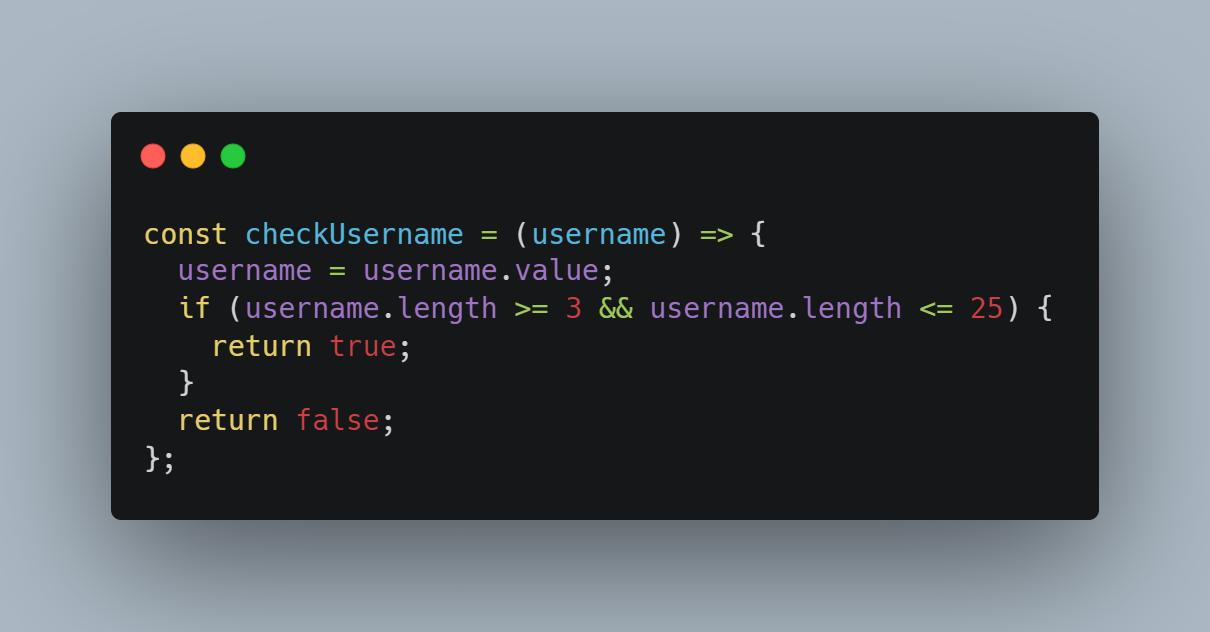 const checkUsername = (username) => {
  username = username.value;
  if (username.length >= 3 && username.length <= 25) {
    return true;
  }
  return false;
};